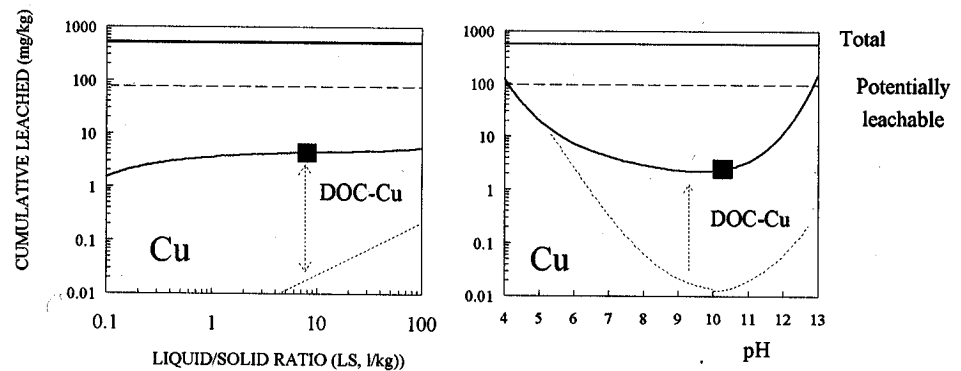 CUMULATIVE LEACHED (mg/kg)
1000
100
10
1
0.1
0.01
DOC-Cu
Cu
0.1 1 10 100
LIQUID/SOLID RATIO (LS, l/kg))
1000
100
10
1
0.1
0.01
DOC-Cu
Cu
4 5 6 7 8 9 10 11 12 13
pH
Total
Potentially
leachable